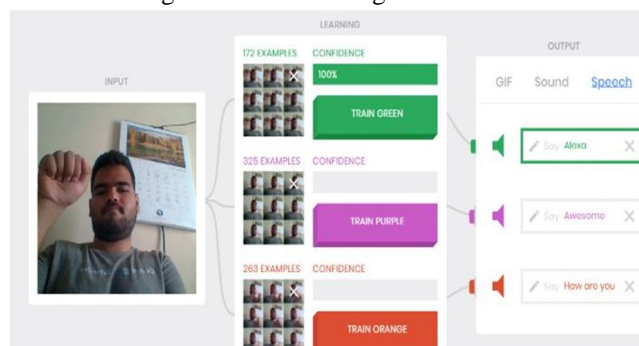 LEARNING
172 EXAMPLES CONFIDENCE
OUTPUT
100%
INPUT
GIF Sound Speech
TRAIN GREEN
Say Alexa X
325 EXAMPLES CONFIDENCE
TRAIN PURPLE
Say Awesome X
263 EXAMPLES CONFIDENCE
Say How are you X
TRAIN ORANGE